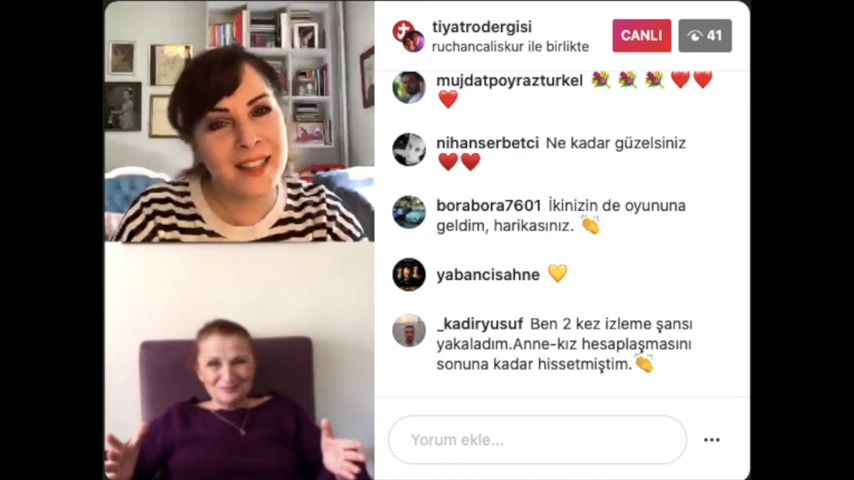 tiyatrodergisi
ruchancaliskur ile birlikte
CANLI
41
mujdatpoyrazturkel 💐 💐 💐 ❤️❤️
❤️
nihanserbetci Ne kadar güzelsiniz
❤️❤️
borabora7601 İkinizin de oyununa
geldim, harikasınız. 👏
yabancisahne 💛
_kadiryusuf Ben 2 kez izleme şansı
yakaladım.Anne-kız hesaplaşmasını
sonuna kadar hissetmiştim.👏
Yorum ekle...